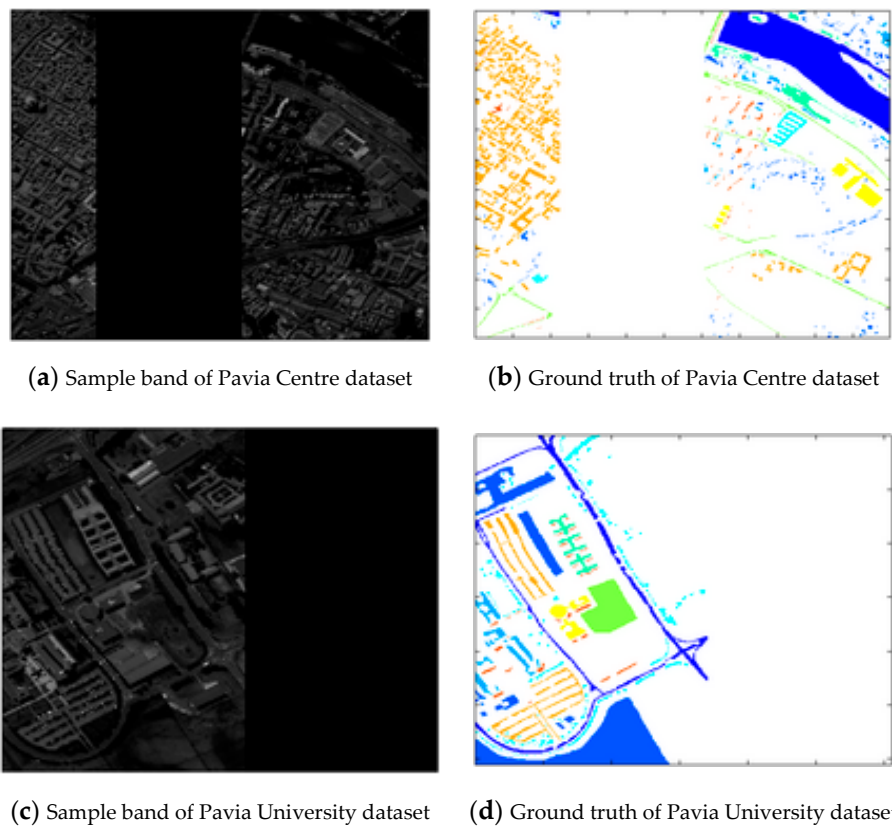 (a) Sample band of Pavia Centre dataset
(b) Ground truth of Pavia Centre dataset
(c) Sample band of Pavia University dataset
(d) Ground truth of Pavia University datase